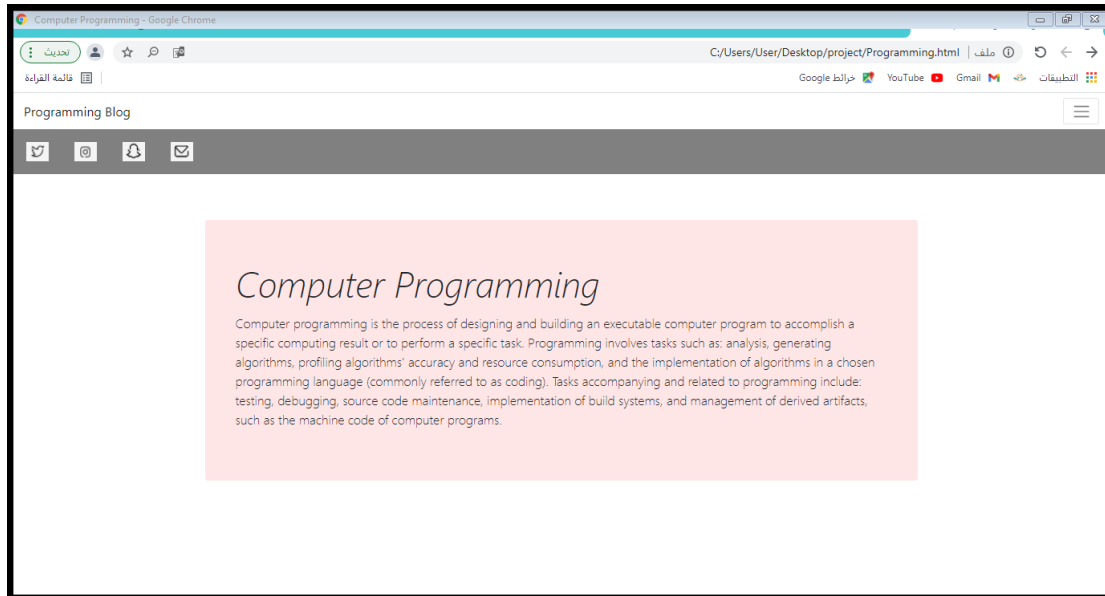 Computer Programming - Google Chrome
تحديث
C:/Users/User/Desktop/project/Programming.html | ملف
قائمة القراءة
التطبيقات Gmail YouTube خرائط Google
Programming Blog
Computer Programming
Computer programming is the process of designing and building an executable computer program to accomplish a
specific computing result or to perform a specific task. Programming involves tasks such as: analysis, generating
algorithms, profiling algorithms' accuracy and resource consumption, and the implementation of algorithms in a chosen
programming language (commonly referred to as coding). Tasks accompanying and related to programming include:
testing, debugging, source code maintenance, implementation of build systems, and management of derived artifacts,
such as the machine code of computer programs.